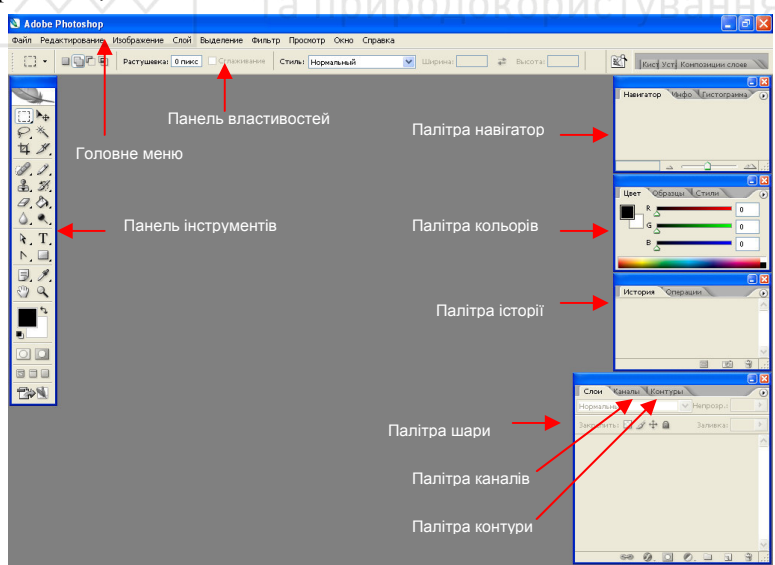 та природокористування
Adobe Photoshop
Файл Редактирование Изображение Слой Выделение Фильтр Просмотр Окно Справка
Растушевка: 0 пикс Сглаживание Стиль: Нормальный Ширина: Высота: Кист Уста Композиции слоев
Навигатор Инфо Гистограмма
Панель властивостей
Палітра навігатор
Головне меню
Цвет Образцы Стили
R 0
Панель інструментів
Палітра кольорів
G 0
B 0
История Операции
Палітра історії
Слои Каналы Контуры
Нормальный Непрозр.:
Закрепить: Заливка:
Палітра шари
Палітра каналів
Палітра контури